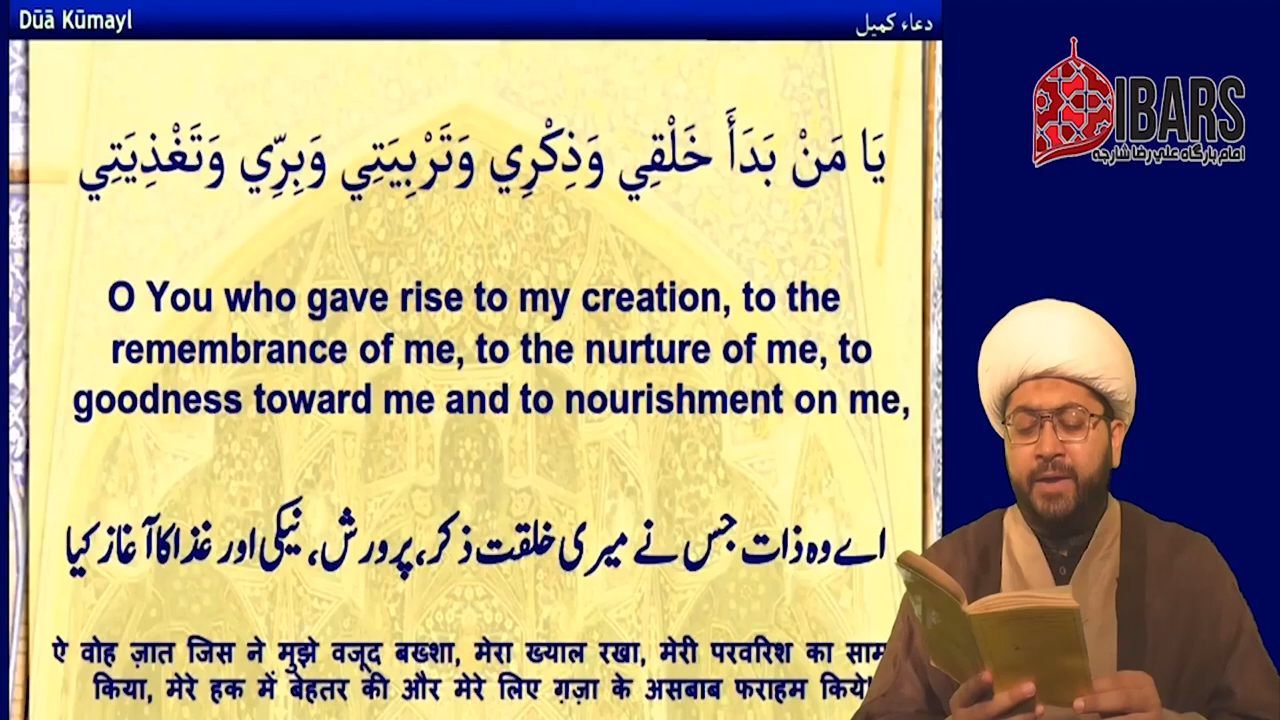 Dūā Kūmayl
دعاء كميل
IBARS
امام بارگاہ علی رضا شارجہ
يَا مَنْ بَدَأَ خَلْقِي وَذِكْرِي وَتَرْبِيَتِي وَبِرِّي وَتَغْذِيَتِي
O You who gave rise to my creation, to the
remembrance of me, to the nurture of me, to
goodness toward me and to nourishment on me,
اے وہ ذات جس نے میری خلقت ذکر، پرورش، نیکی اور غذا کا آغاز کیا
ऐ वोह ज़ात जिस ने मुझे वजूद बख्शा, मेरा ख्याल रखा, मेरी परवरिश का साम
किया, मेरे हक में बेहतर की और मेरे लिए ग़ज़ा के असबाब फराहम किये